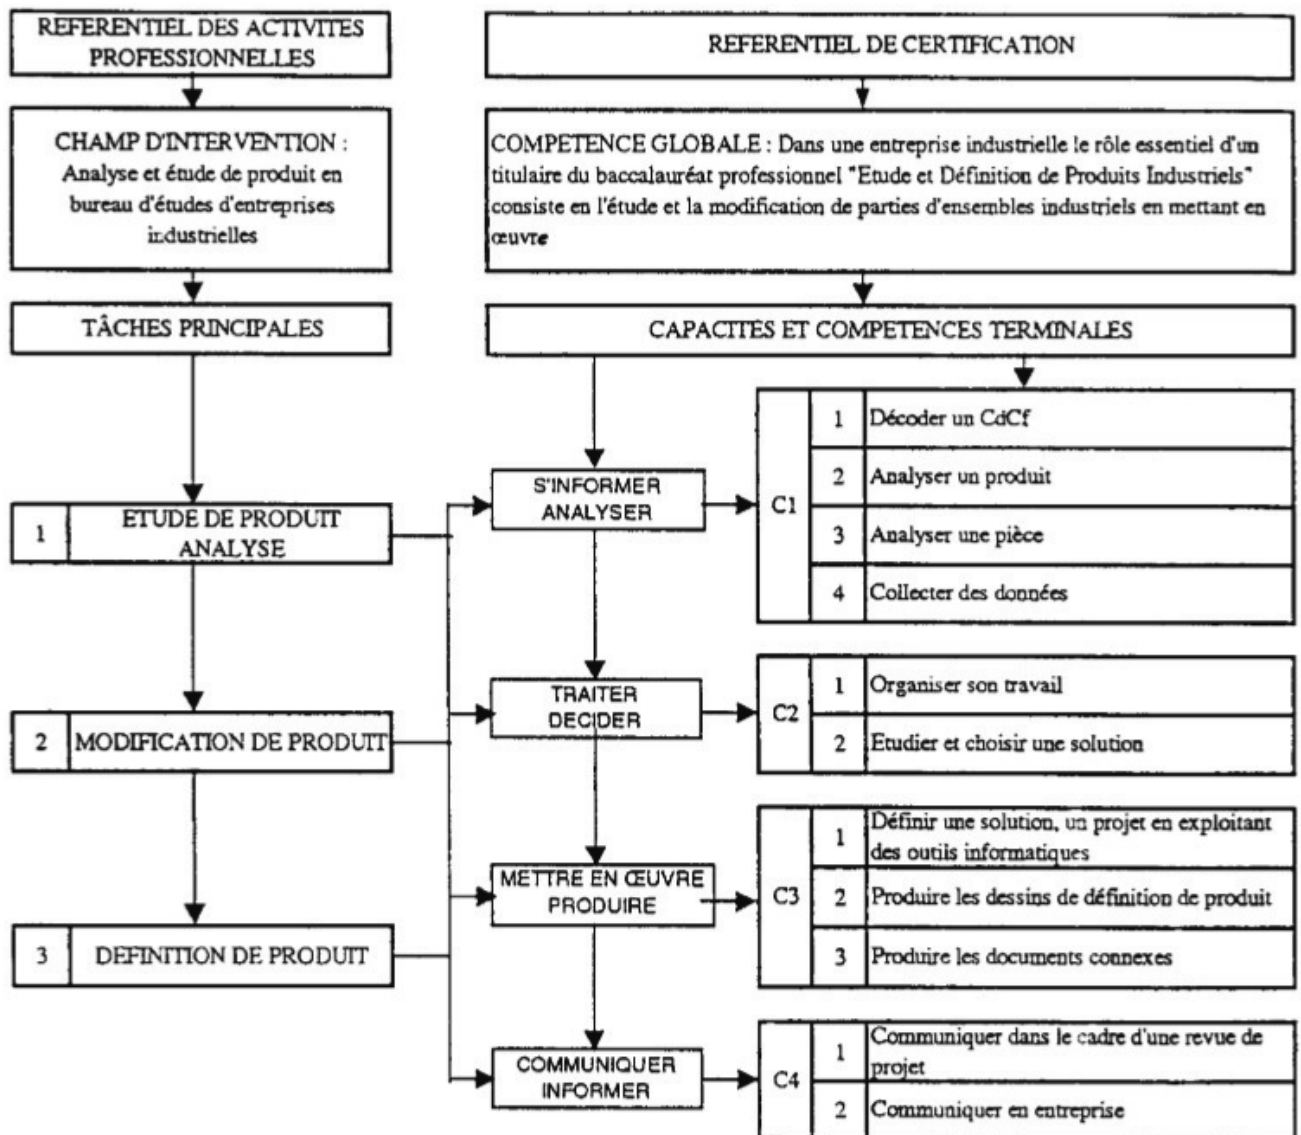 REFERENTIEL DES ACTIVITES
PROFESSIONNELLES
CHAMP D'INTERVENTION :
Analyse et étude de produit en
bureau d'études d'entreprises
industrielles
TÂCHES PRINCIPALES
1
ETUDE DE PRODUIT
ANALYSE
2
MODIFICATION DE PRODUIT
3
DEFINITION DE PRODUIT
REFERENTIEL DE CERTIFICATION
COMPETENCE GLOBALE : Dans une entreprise industrielle le rôle essentiel d'un
titulaire du baccalauréat professionnel "Etude et Définition de Produits Industriels"
consiste en l'étude et la modification de parties d'ensembles industriels en mettant en
œuvre
CAPACITÉS ET COMPETENCES TERMINALES
S'INFORMER
ANALYSER
C1
1 Décoder un CdCf
2 Analyser un produit
3 Analyser une pièce
4 Collecter des données
TRAITER
DECIDER
C2
1 Organiser son travail
2 Etudier et choisir une solution
METTRE EN ŒUVRE
PRODUIRE
C3
1 Définir une solution, un projet en exploitant
des outils informatiques
2 Produire les dessins de définition de produit
3 Produire les documents connexes
COMMUNIQUER
INFORMER
C4
1 Communiquer dans le cadre d'une revue de
projet
2 Communiquer en entreprise